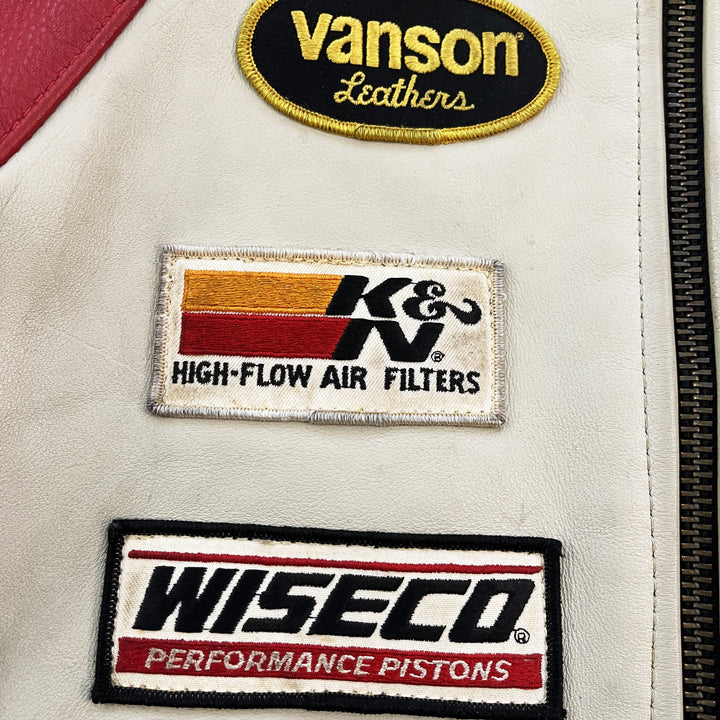 Vanson
Leathers
K&
N®
HIGH-FLOW AIR FILTERS
WISECO®
PERFORMANCE PISTONS